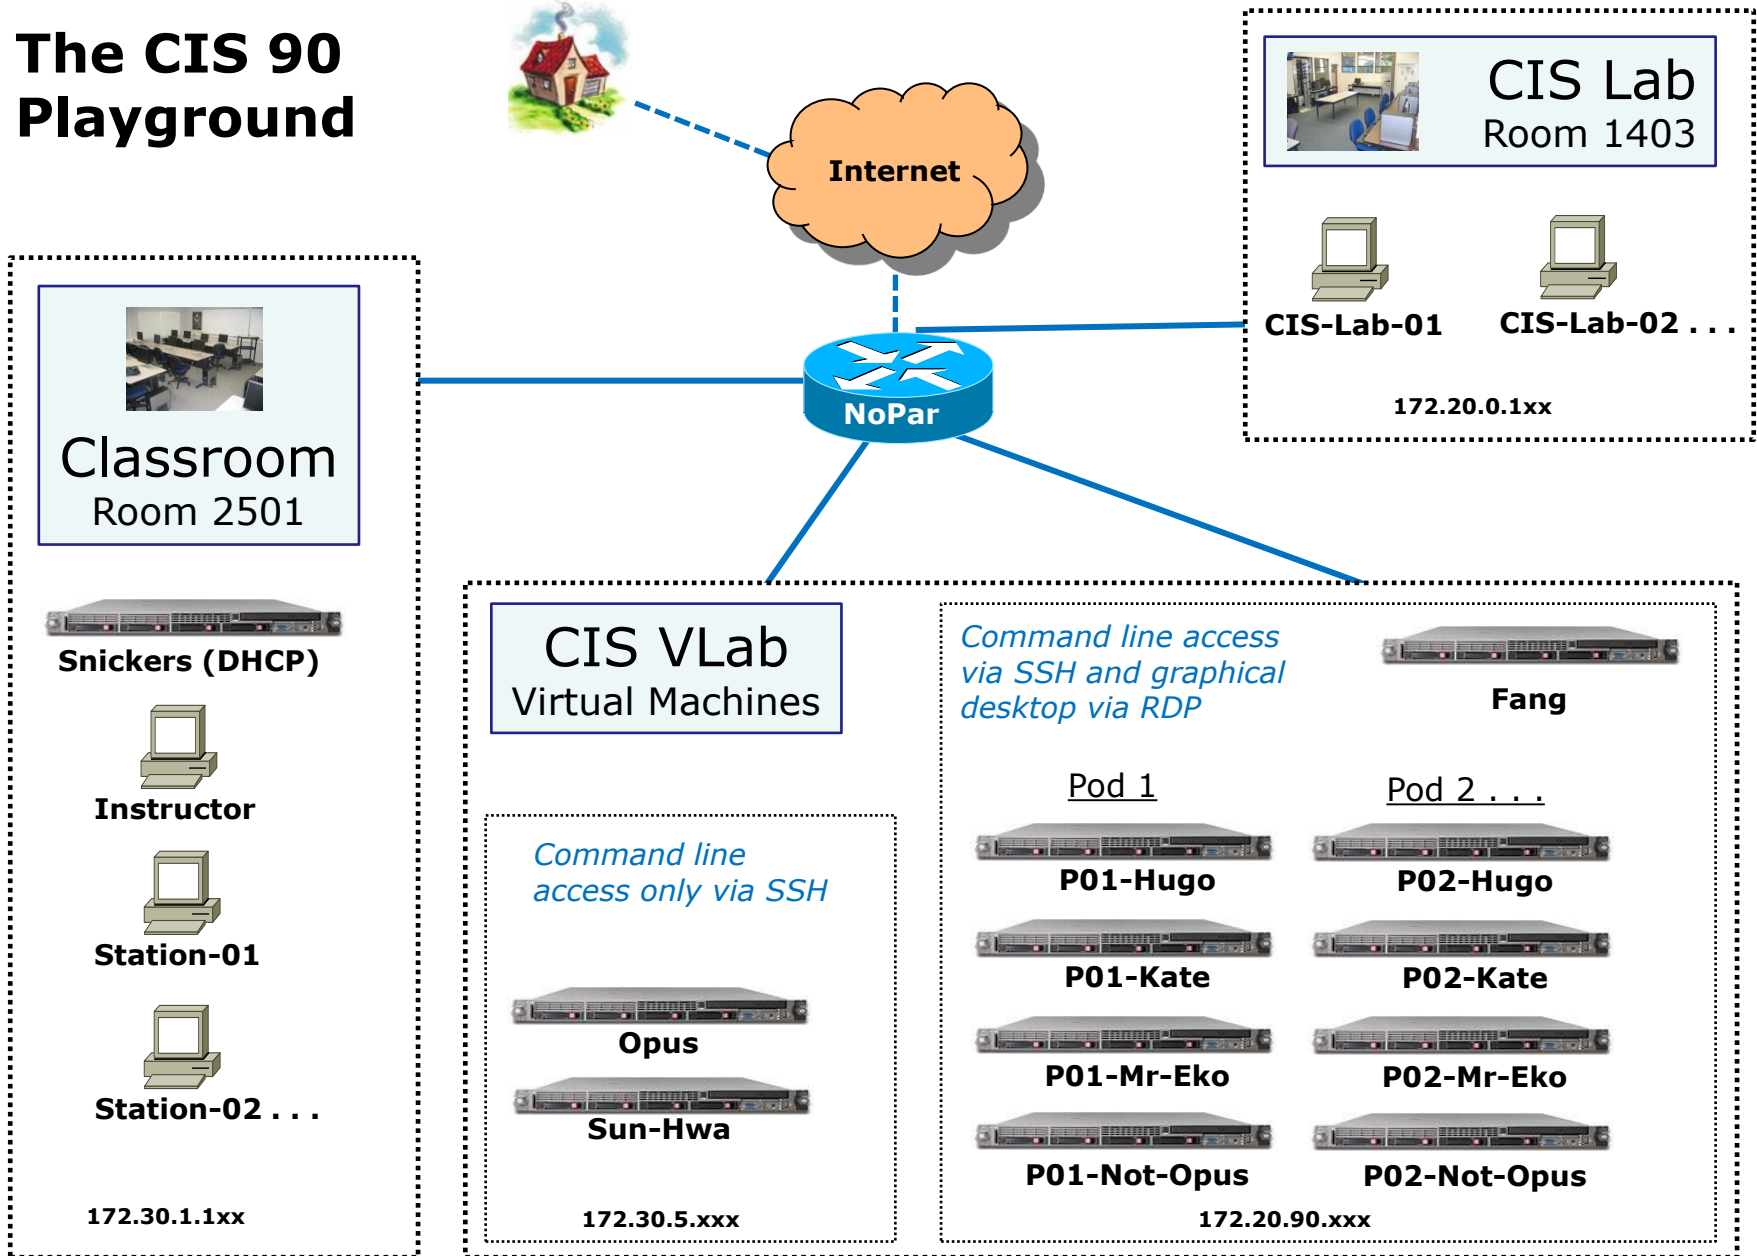 The CIS 90
Playground
Internet
CIS Lab
Room 1403
CIS-Lab-01
CIS-Lab-02 . . .
172.20.0.1xx
NoPar
Classroom
Room 2501
Snickers (DHCP)
Instructor
Station-01
Station-02 . . .
172.30.1.1xx
CIS VLab
Virtual Machines
Command line
access only via SSH
Opus
Sun-Hwa
172.30.5.xxx
Command line access
via SSH and graphical
desktop via RDP
Fang
Pod 1
P01-Hugo
P01-Kate
P01-Mr-Eko
P01-Not-Opus
Pod 2 . . .
P02-Hugo
P02-Kate
P02-Mr-Eko
P02-Not-Opus
172.20.90.xxx